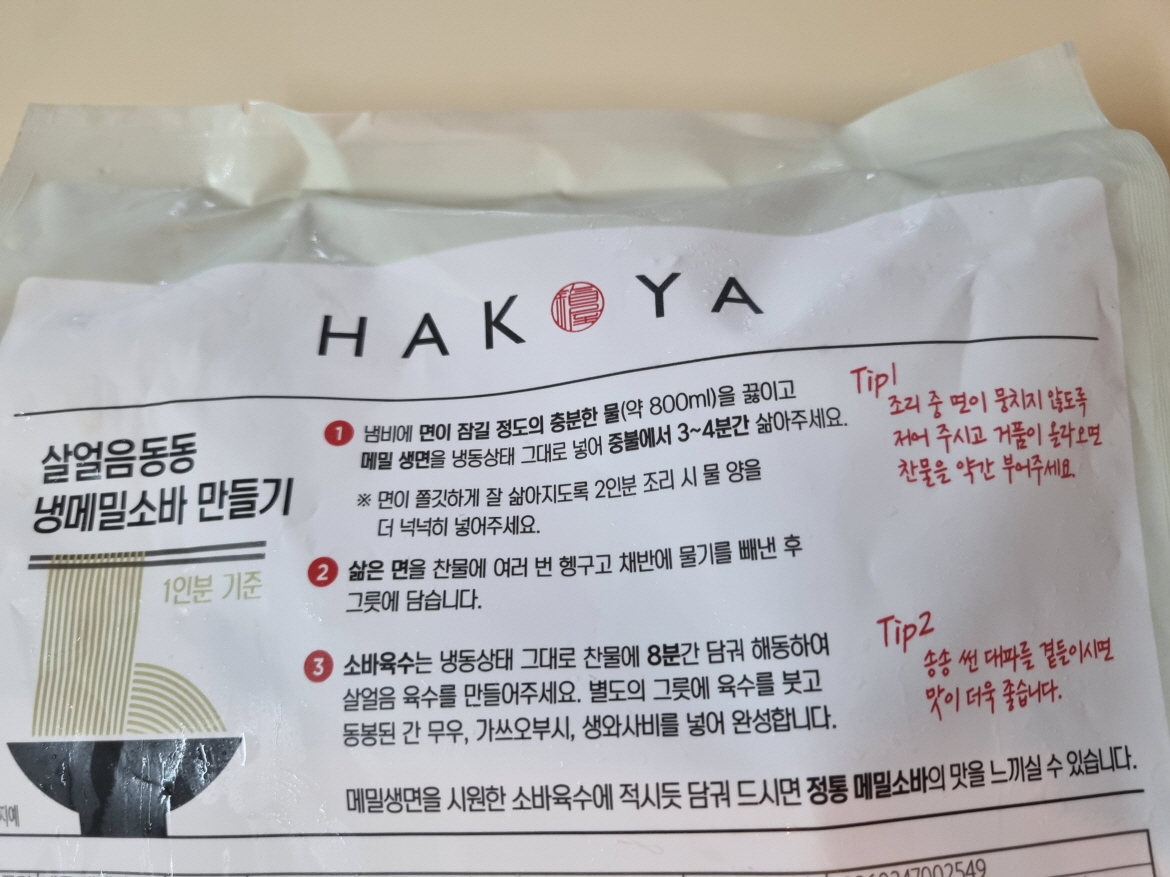 HAKOYA
살얼음동동
냉메밀소바 만들기
1인분 기준
1 냄비에 면이 잠길 정도의 충분한 물(약 800ml)을 끓이고
메밀 생면을 냉동상태 그대로 넣어 중불에서 3~4분간 삶아주세요.
※ 면이 쫄깃하게 잘 삶아지도록 2인분 조리 시 물 양을
더 넉넉히 넣어주세요.
2 삶은 면을 찬물에 여러 번 헹구고 채반에 물기를 빼낸 후
그릇에 담습니다.
3 소바육수는 냉동상태 그대로 찬물에 8분간 담궈 해동하여
살얼음 육수를 만들어주세요. 별도의 그릇에 육수를 붓고
동봉된 간 무우, 가쓰오부시, 생와사비를 넣어 완성합니다.
메밀생면을 시원한 소바육수에 적시듯 담궈 드시면 정통 메밀소바의 맛을 느끼실 수 있습니다.
Tip1
조리 중 면이 뭉치지 않도록
저어 주시고 거품이 올라오면
찬물을 약간 부어주세요.
Tip2
송송 썬 대파를 곁들이시면
맛이 더욱 좋습니다.